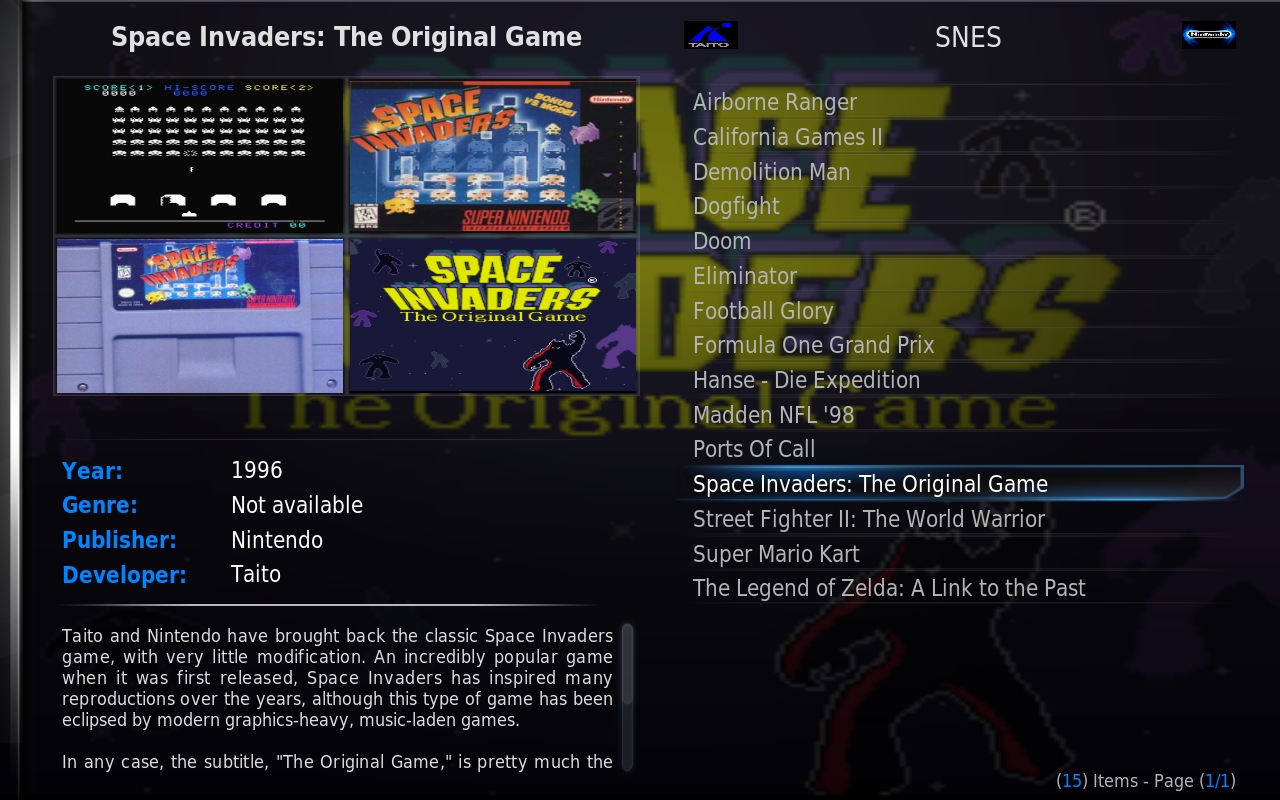 Space Invaders: The Original Game
TAITO
SNES
Nintendo
SCORE<1> HI-SCORE SCORE<2>
0000 0000
CREDIT 00
SPACE
INVADERS
BONUS
VS MODE!
Nintendo
SUPER NINTENDO
ENTERTAINMENT SYSTEM
Nintendo
SPACE
INVADERS
SUPER NINTENDO
SPACE
INVADERS®
The Original Game
Year: 1996
Genre: Not available
Publisher: Nintendo
Developer: Taito
Taito and Nintendo have brought back the classic Space Invaders
game, with very little modification. An incredibly popular game
when it was first released, Space Invaders has inspired many
reproductions over the years, although this type of game has been
eclipsed by modern graphics-heavy, music-laden games.
In any case, the subtitle, "The Original Game," is pretty much the
Airborne Ranger
California Games II
Demolition Man
Dogfight
Doom
Eliminator
Football Glory
Formula One Grand Prix
Hanse - Die Expedition
Madden NFL '98
Ports Of Call
Space Invaders: The Original Game
Street Fighter II: The World Warrior
Super Mario Kart
The Legend of Zelda: A Link to the Past
(15) Items - Page (1/1)
SPACE
INVADERS®
The Original Game